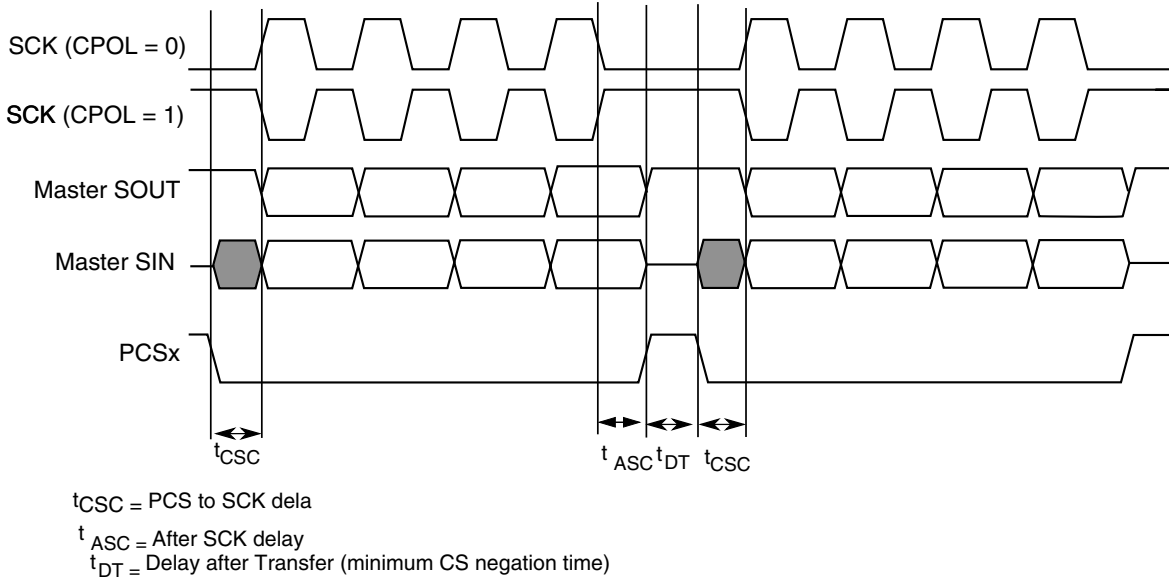 SCK (CPOL = 0)
SCK (CPOL = 1)
Master SOUT
Master SIN
PCSx
tCSC
t ASC
tDT
tCSC
tCSC = PCS to SCK dela
t ASC = After SCK delay
tDT = Delay after Transfer (minimum CS negation time)